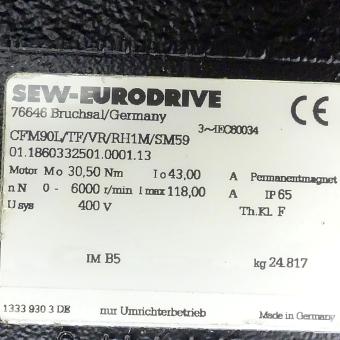 SEW-EURODRIVE
76646 Bruchsal/Germany
CE
3~IEC60034
CFM90L/TF/VR/RH1M/SM59
01.1860332501.0001.13
Motor Mo 30,50 Nm Io 43,00 A Permanentmagnet
nN 0- 6000 r/min Imax 118,00 A IP 65
Usys 400 V Th.Kl. F
IM B5 kg 24.817
1333 930 3 DE nur Umrichterbetrieb Made in Germany